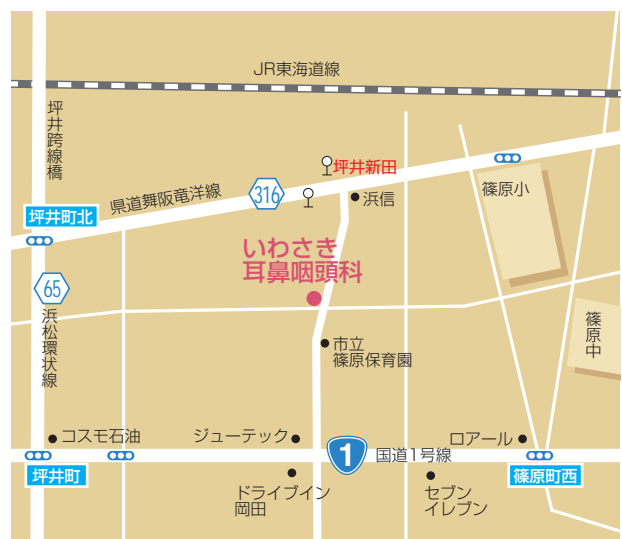 JR東海道線
坪井跨線橋
坪井新田
県道舞阪竜洋線
316
浜信
篠原小
坪井町北
いわさき
耳鼻咽頭科
65
浜松環状線
篠原中
市立
篠原保育園
コスモ石油
ジューテック
1
国道1号線
ロアール
坪井町
ドライブイン
岡田
セブン
イレブン
篠原町西